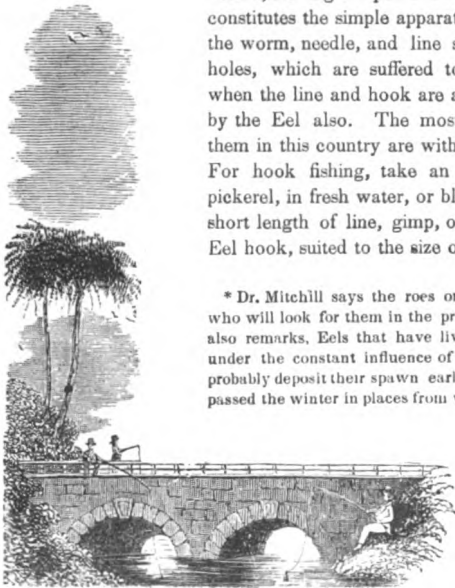 constitutes the simple apparat
the worm, needle, and line s
holes, which are suffered to
when the line and hook are a
by the Eel also. The mos
them in this country are with
For hook fishing, take an
pickerel, in fresh water, or bl
short length of line, gimp, o
Eel hook, suited to the size o
* Dr. Mitchill says the roes or
who will look for them in the pr
also remarks, Eels that have liv
under the constant influence of
probably deposit their spawn earl
passed the winter in places from